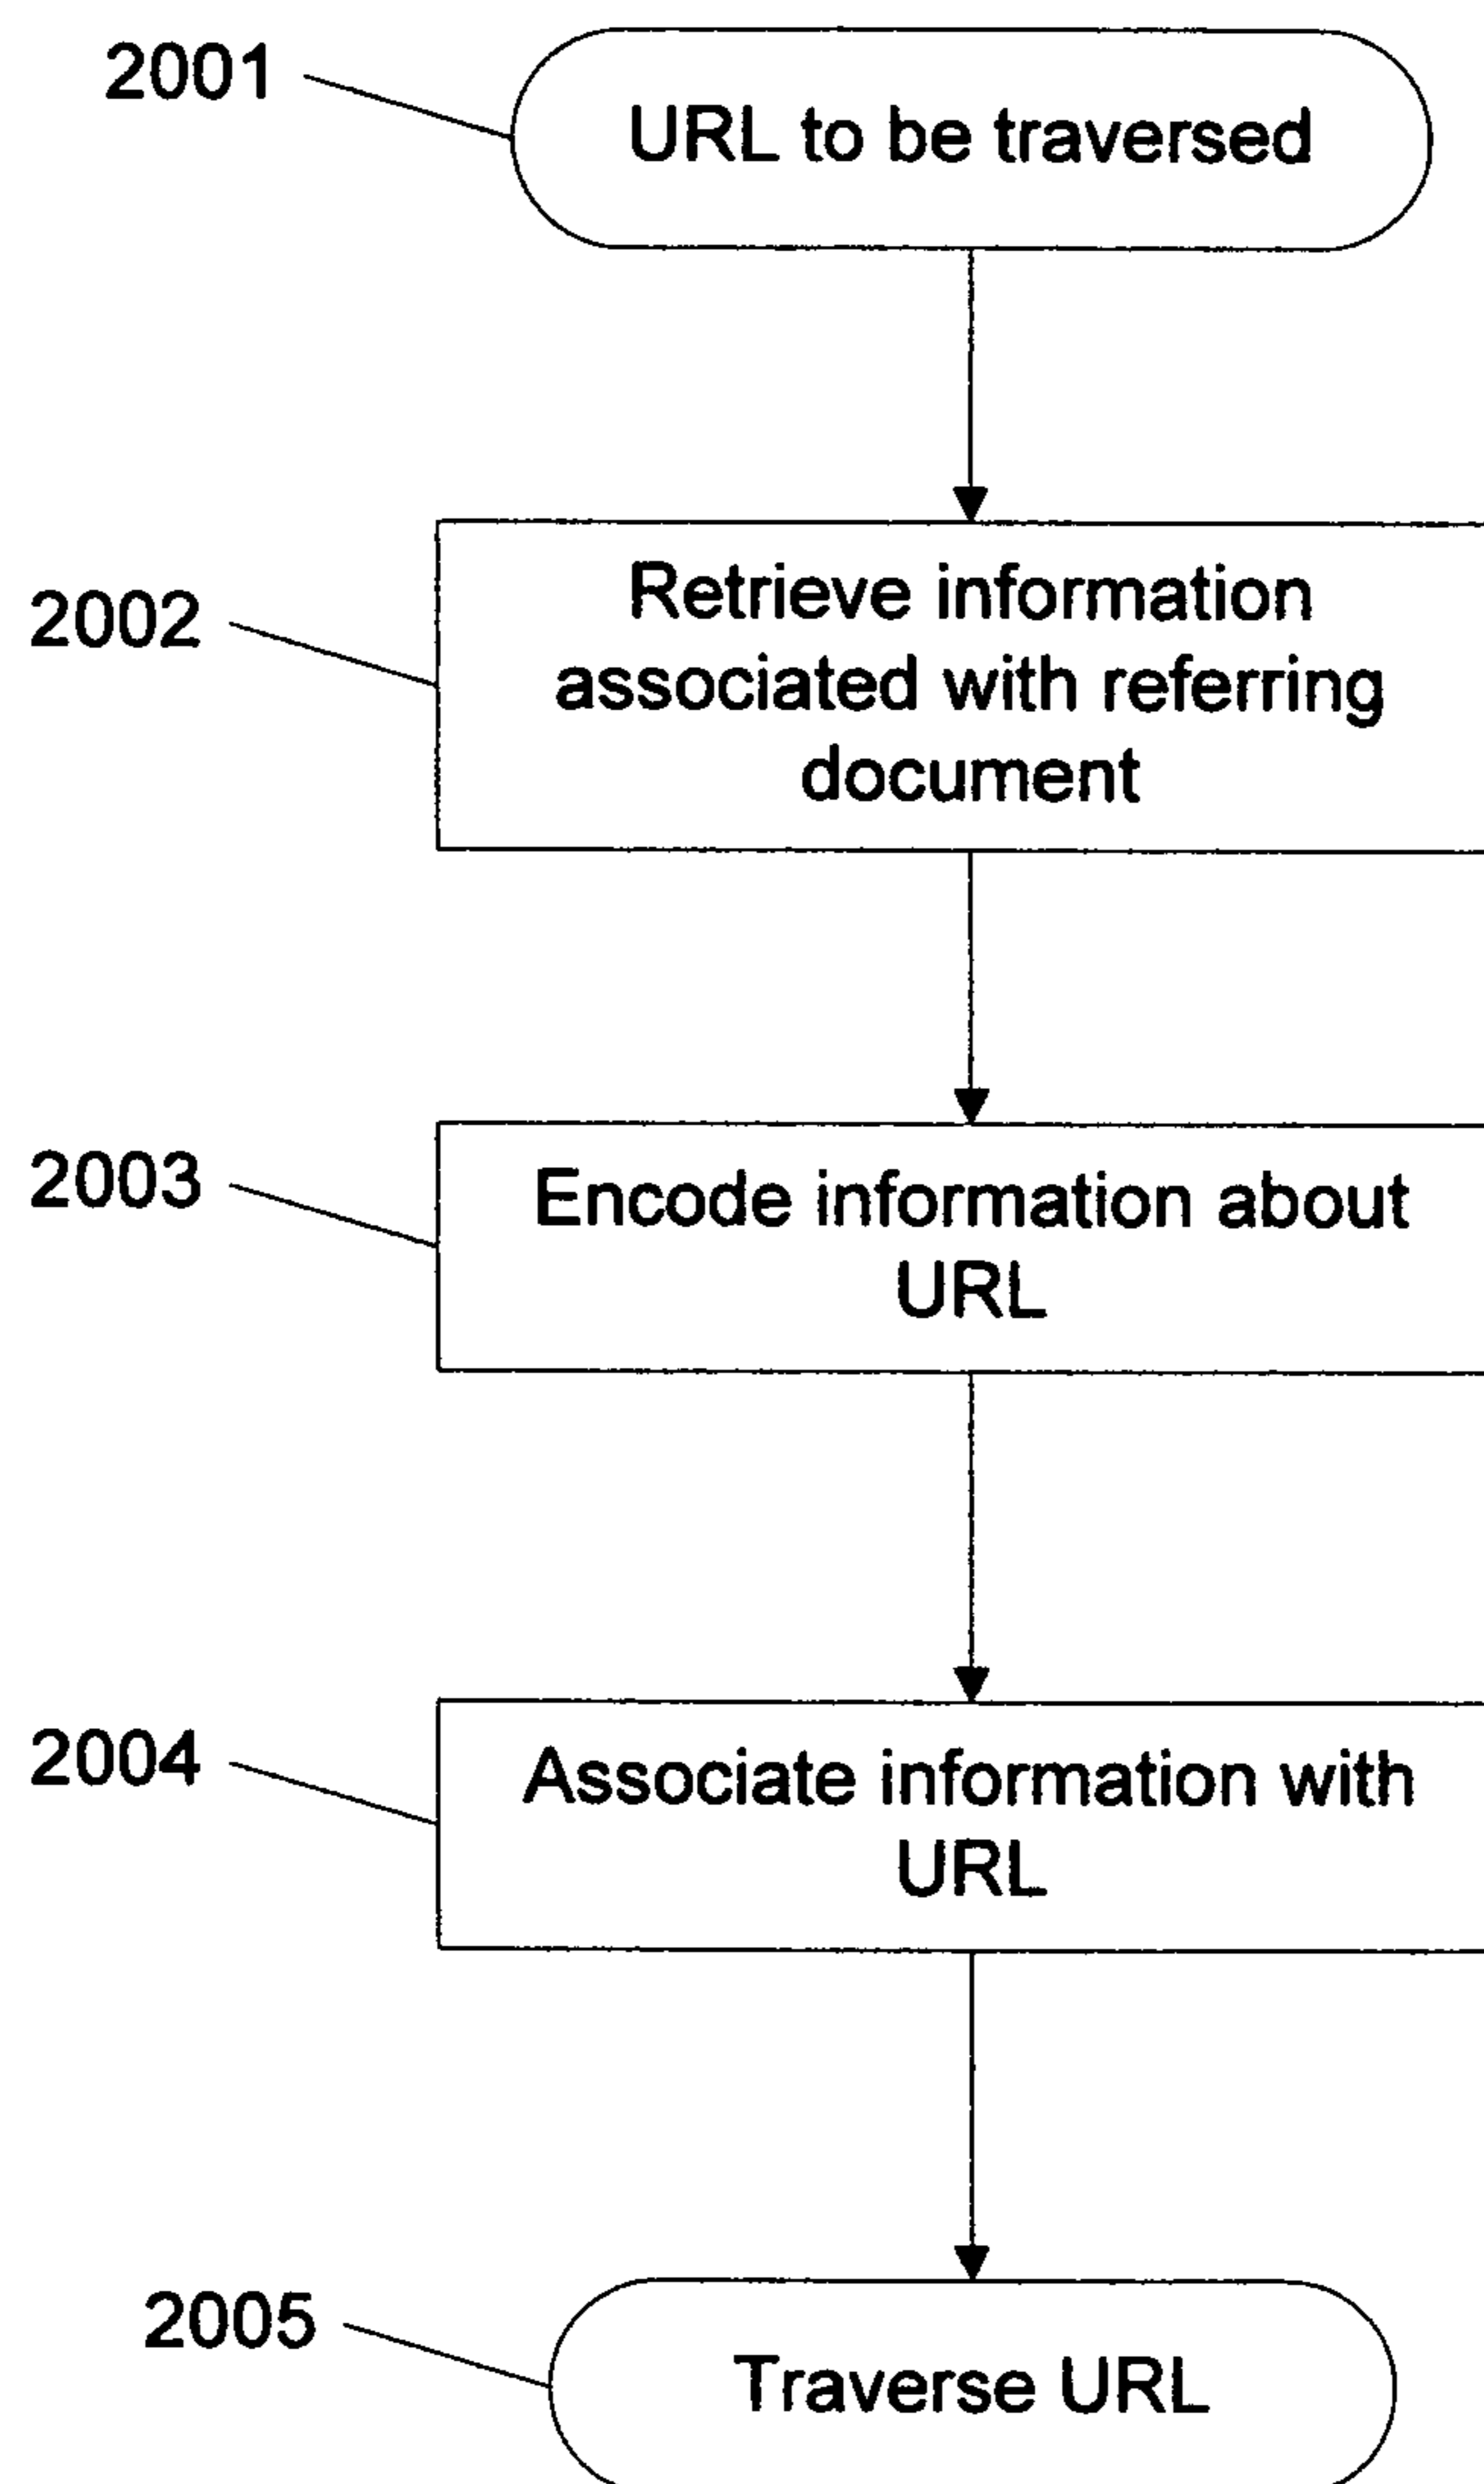 2001
URL to be traversed
2002
Retrieve information
associated with referring
document
2003
Encode information about
URL
2004
Associate information with
URL
2005
Traverse URL